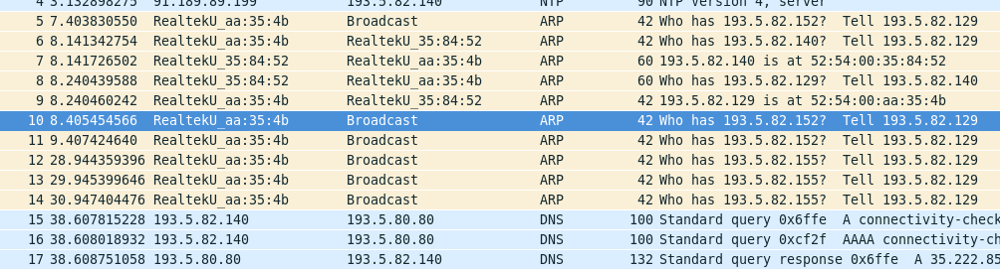 4 3.132898275 91.189.89.199 193.5.82.140 NTP 90 NTP Version 4, server
5 7.403830550 RealtekU_aa:35:4b Broadcast ARP 42 Who has 193.5.82.152? Tell 193.5.82.129
6 8.141342754 RealtekU_aa:35:4b RealtekU_35:84:52 ARP 42 Who has 193.5.82.140? Tell 193.5.82.129
7 8.141726502 RealtekU_35:84:52 RealtekU_aa:35:4b ARP 60 193.5.82.140 is at 52:54:00:35:84:52
8 8.240439588 RealtekU_35:84:52 RealtekU_aa:35:4b ARP 60 Who has 193.5.82.129? Tell 193.5.82.140
9 8.240460242 RealtekU_aa:35:4b RealtekU_35:84:52 ARP 42 193.5.82.129 is at 52:54:00:aa:35:4b
10 8.405454566 RealtekU_aa:35:4b Broadcast ARP 42 Who has 193.5.82.152? Tell 193.5.82.129
11 9.407424640 RealtekU_aa:35:4b Broadcast ARP 42 Who has 193.5.82.152? Tell 193.5.82.129
12 28.944359396 RealtekU_aa:35:4b Broadcast ARP 42 Who has 193.5.82.155? Tell 193.5.82.129
13 29.945399646 RealtekU_aa:35:4b Broadcast ARP 42 Who has 193.5.82.155? Tell 193.5.82.129
14 30.947404476 RealtekU_aa:35:4b Broadcast ARP 42 Who has 193.5.82.155? Tell 193.5.82.129
15 38.607815228 193.5.82.140 193.5.80.80 DNS 100 Standard query 0x6ffe A connectivity-check
16 38.608018932 193.5.82.140 193.5.80.80 DNS 100 Standard query 0xcf2f AAAA connectivity-ch
17 38.608751058 193.5.80.80 193.5.82.140 DNS 132 Standard query response 0x6ffe A 35.222.85